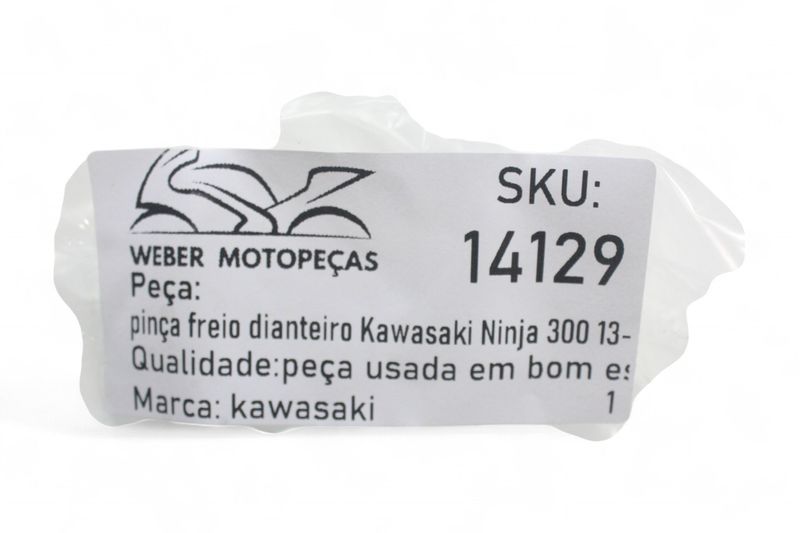 WEBER MOTOPEÇAS
SKU:
14129
Peça:
pinça freio dianteiro Kawasaki Ninja 300 13-
Qualidade:peça usada em bom es
Marca: kawasaki
1